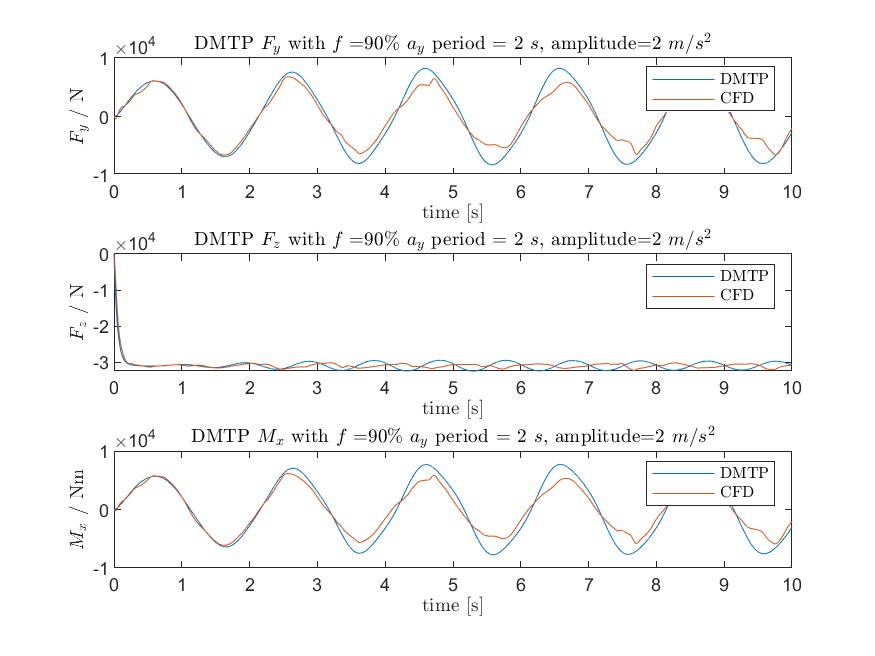 DMTP F_y with f =90% a_y period = 2 s, amplitude=2 m/s²
×10⁴
1
0
-1
F_y / N
DMTP
CFD
0 1 2 3 4 5 6 7 8 9 10
time [s]
DMTP F_z with f =90% a_y period = 2 s, amplitude=2 m/s²
×10⁴
0
-1
-2
-3
F_z / N
DMTP
CFD
0 1 2 3 4 5 6 7 8 9 10
time [s]
DMTP M_x with f =90% a_y period = 2 s, amplitude=2 m/s²
×10⁴
1
0
-1
M_x / Nm
DMTP
CFD
0 1 2 3 4 5 6 7 8 9 10
time [s]